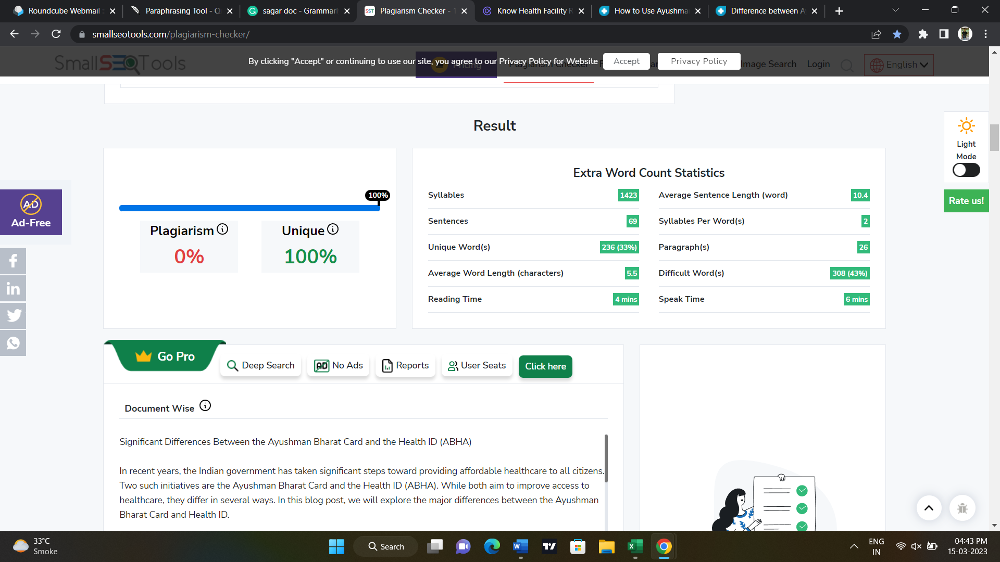 Roundcube Webmail :
Paraphrasing Tool - Q
sagar doc - Grammarl
Plagiarism Checker - 1
Know Health Facility R
How to Use Ayushma
Difference between A
smallseotools.com/plagiarism-checker/
SmallSEOTools
By clicking "Accept" or continuing to use our site, you agree to our Privacy Policy for Website
Accept
Privacy Policy
Pricing
Plagiarism Checker
Image Search
Login
English
Result
Light
Mode
Rate us!
AD
Ad-Free
100%
Plagiarism
0%
Unique
100%
Extra Word Count Statistics
Syllables 1423
Average Sentence Length (word) 10.4
Sentences 69
Syllables Per Word(s) 2
Unique Word(s) 236 (33%)
Paragraph(s) 26
Average Word Length (characters) 5.5
Difficult Word(s) 308 (43%)
Reading Time 4 mins
Speak Time 6 mins
Go Pro
Deep Search
AD No Ads
Reports
User Seats
Click here
Document Wise
Significant Differences Between the Ayushman Bharat Card and the Health ID (ABHA)
In recent years, the Indian government has taken significant steps toward providing affordable healthcare to all citizens.
Two such initiatives are the Ayushman Bharat Card and the Health ID (ABHA). While both aim to improve access to
healthcare, they differ in several ways. In this blog post, we will explore the major differences between the Ayushman
Bharat Card and Health ID.
33°C
Smoke
Search
ENG
IN
04:43 PM
15-03-2023